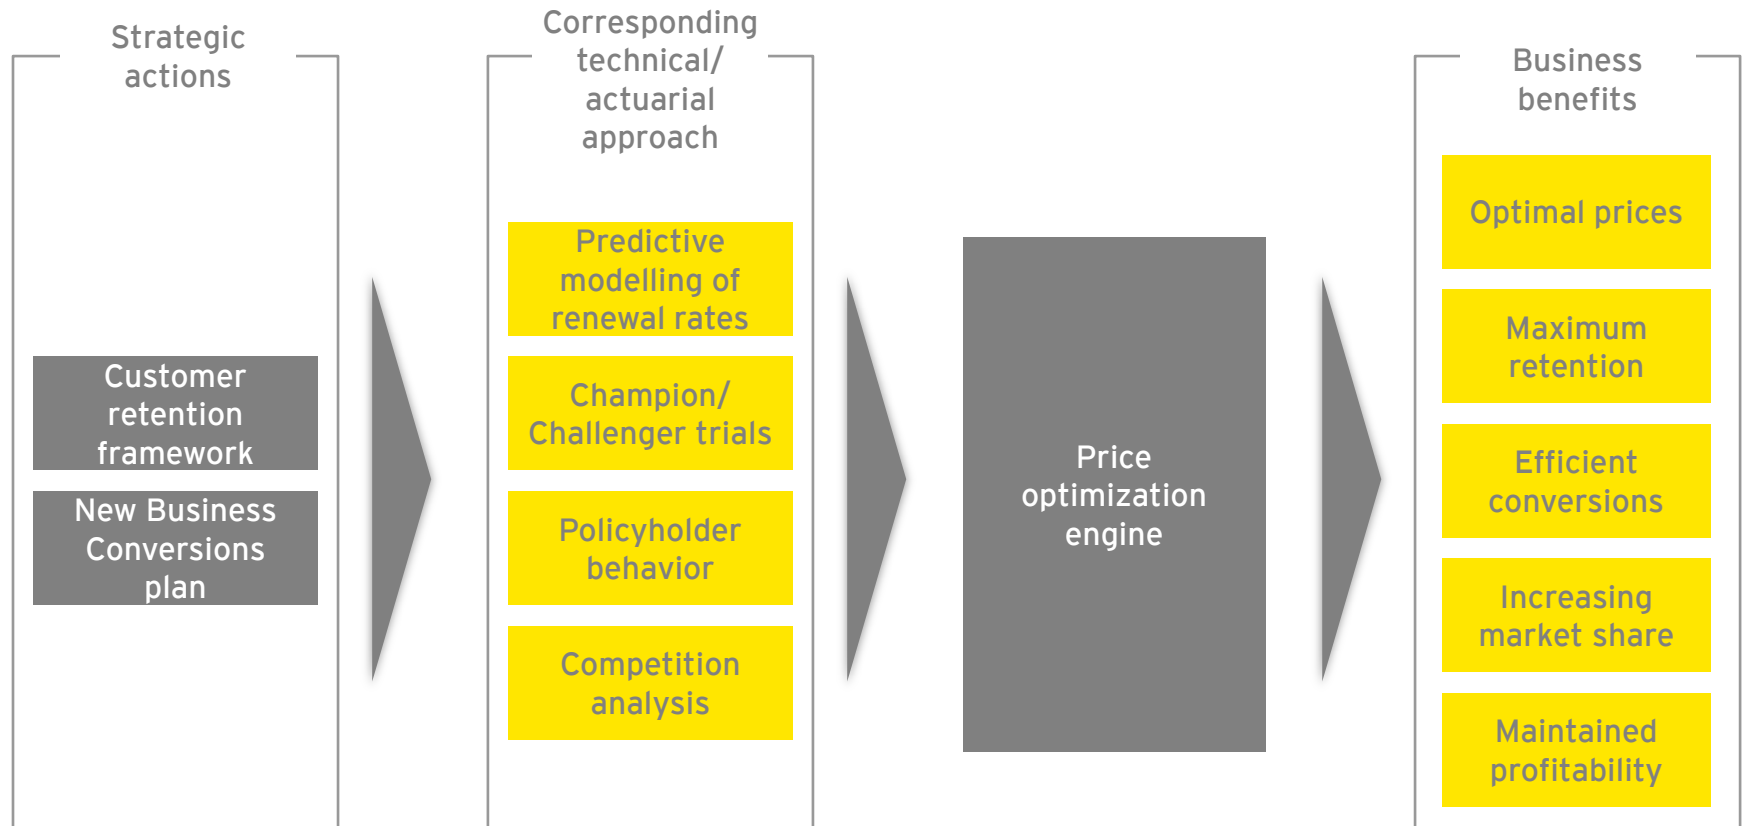 Strategic
actions
Customer
retention
framework
New Business
Conversions
plan
Corresponding
technical/
actuarial
approach
Predictive
modelling of
renewal rates
Champion/
Challenger trials
Policyholder
behavior
Competition
analysis
Price
optimization
engine
Business
benefits
Optimal prices
Maximum
retention
Efficient
conversions
Increasing
market share
Maintained
profitability